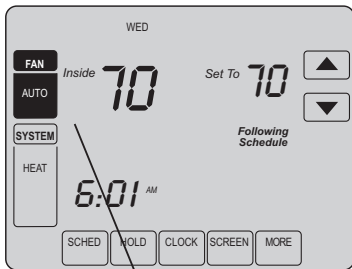 WED
FAN
AUTO
Inside 70
Set To 70
SYSTEM
Following
Schedule
HEAT
6:01 AM
SCHED HOLD CLOCK SCREEN MORE